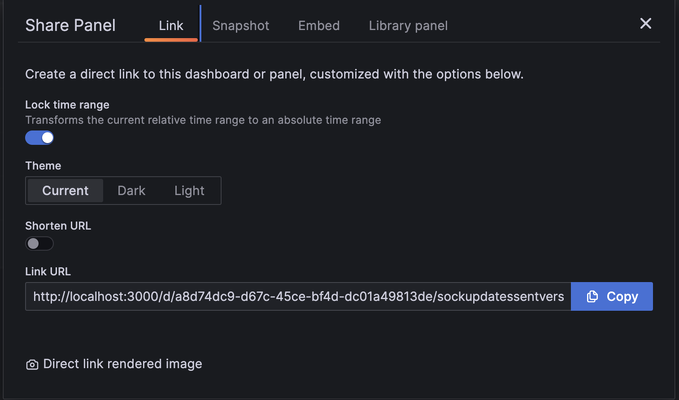 Share Panel Link Snapshot Embed Library panel
Create a direct link to this dashboard or panel, customized with the options below.
Lock time range
Transforms the current relative time range to an absolute time range
Theme
Current Dark Light
Shorten URL
Link URL
http://localhost:3000/d/a8d74dc9-d67c-45ce-bf4d-dc01a49813de/sockupdatessentvers Copy
Direct link rendered image